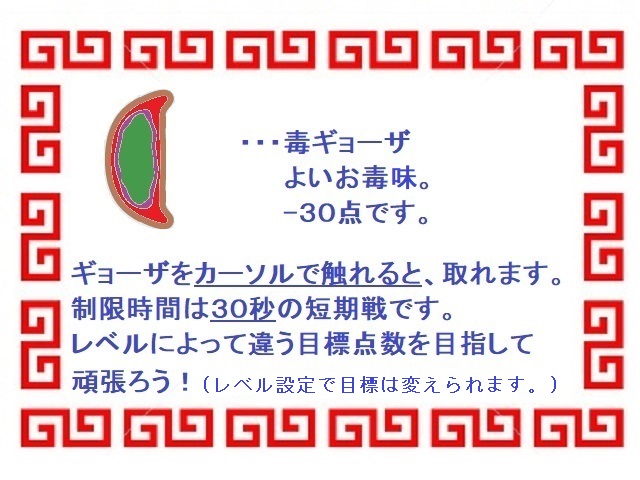 ・・・毒ギョーザ
よいお毒味。
-30点です。
ギョーザをカーソルで触れると、取れます。
制限時間は30秒の短期戦です。
レベルによって違う目標点数を目指して
頑張ろう！（レベル設定で目標は変えられます。）